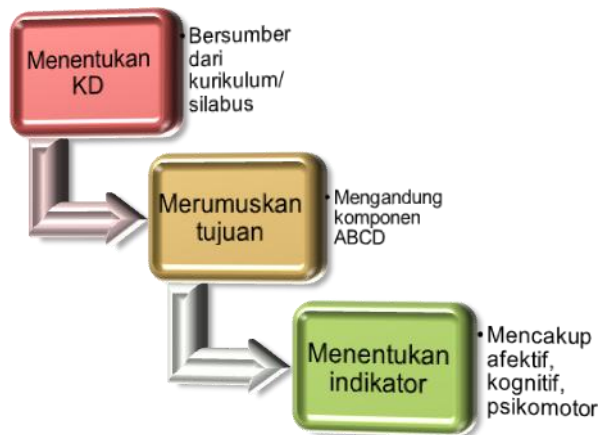 Menentukan
KD
• Bersumber
dari
kurikulum/
silabus
Merumuskan
tujuan
• Mengandung
komponen
ABCD
Menentukan
indikator
• Mencakup
afektif,
kognitif,
psikomotor